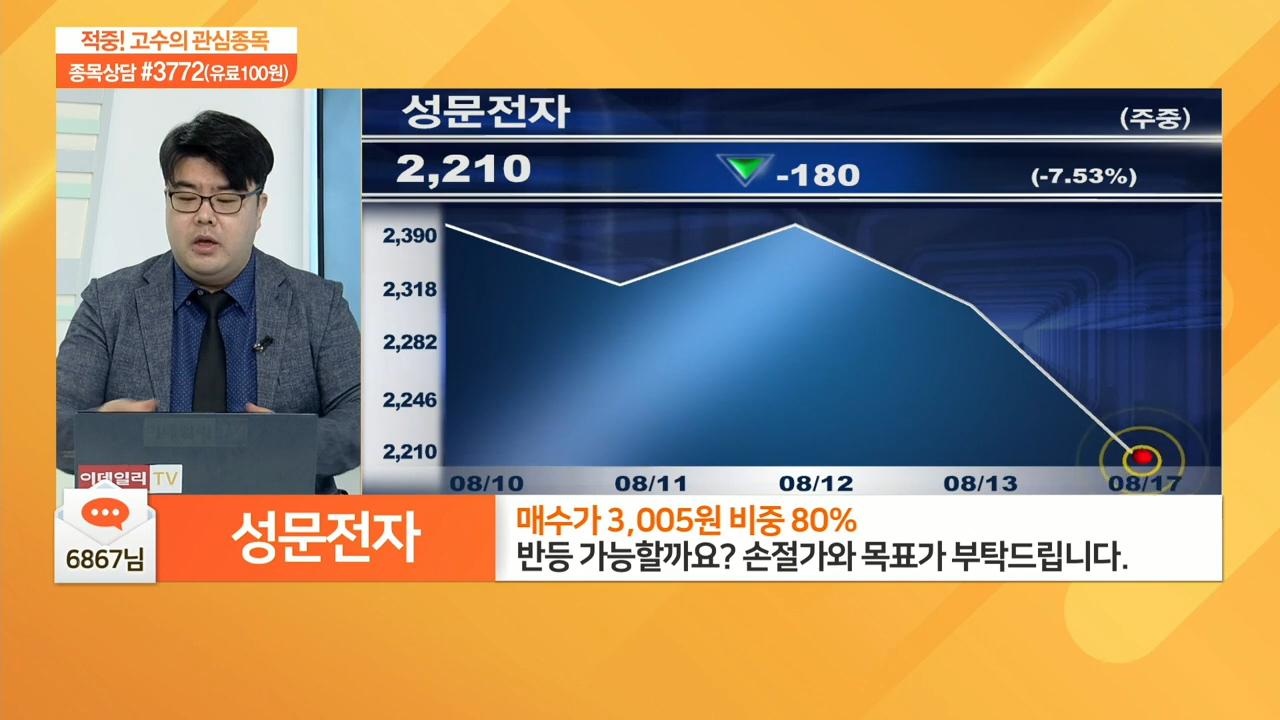 적중! 고수의 관심종목
종목상담 #3772(유료100원)
성문전자
(주중)
2,210
-180
(-7.53%)
2,390
2,318
2,282
2,246
2,210
08/10
08/11
08/12
08/13
08/17
이데일리 TV
6867님
성문전자
매수가 3,005원 비중 80%
반등 가능할까요? 손절가와 목표가 부탁드립니다.